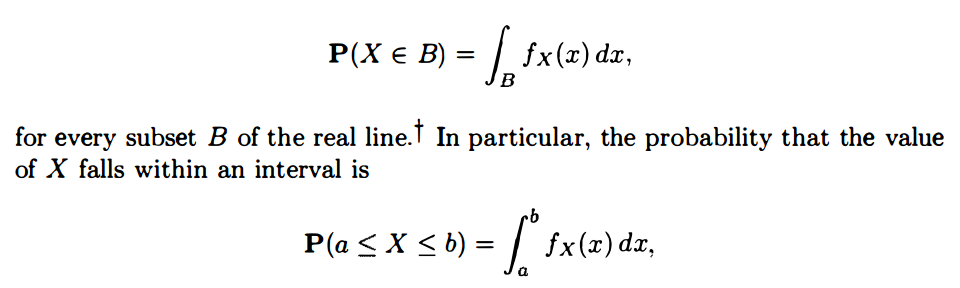 P(X ∈ B) = ∫_B f_X(x) dx,
for every subset B of the real line.† In particular, the probability that the value
of X falls within an interval is
P(a ≤ X ≤ b) = ∫_a^b f_X(x) dx,